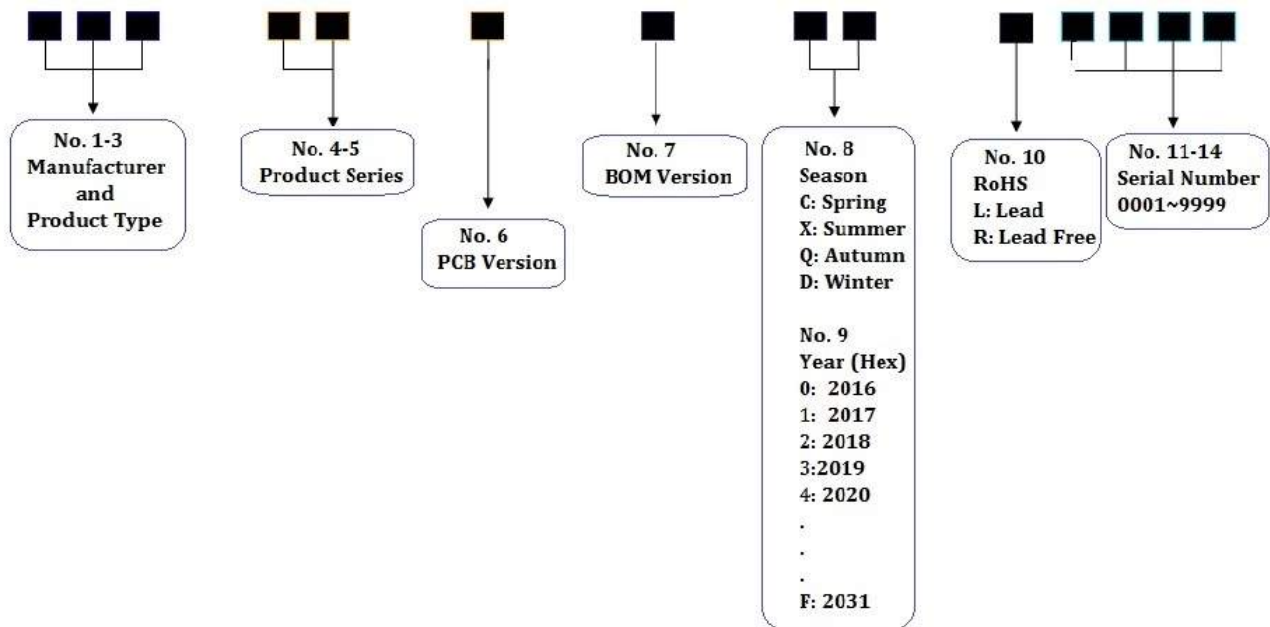 No. 1-3
Manufacturer
and
Product Type
No. 4-5
Product Series
No. 6
PCB Version
No. 7
BOM Version
No. 8
Season
C: Spring
X: Summer
Q: Autumn
D: Winter
No. 9
Year (Hex)
0: 2016
1: 2017
2: 2018
3:2019
4: 2020
.
.
.
F: 2031
No. 10
RoHS
L: Lead
R: Lead Free
No. 11-14
Serial Number
0001~9999